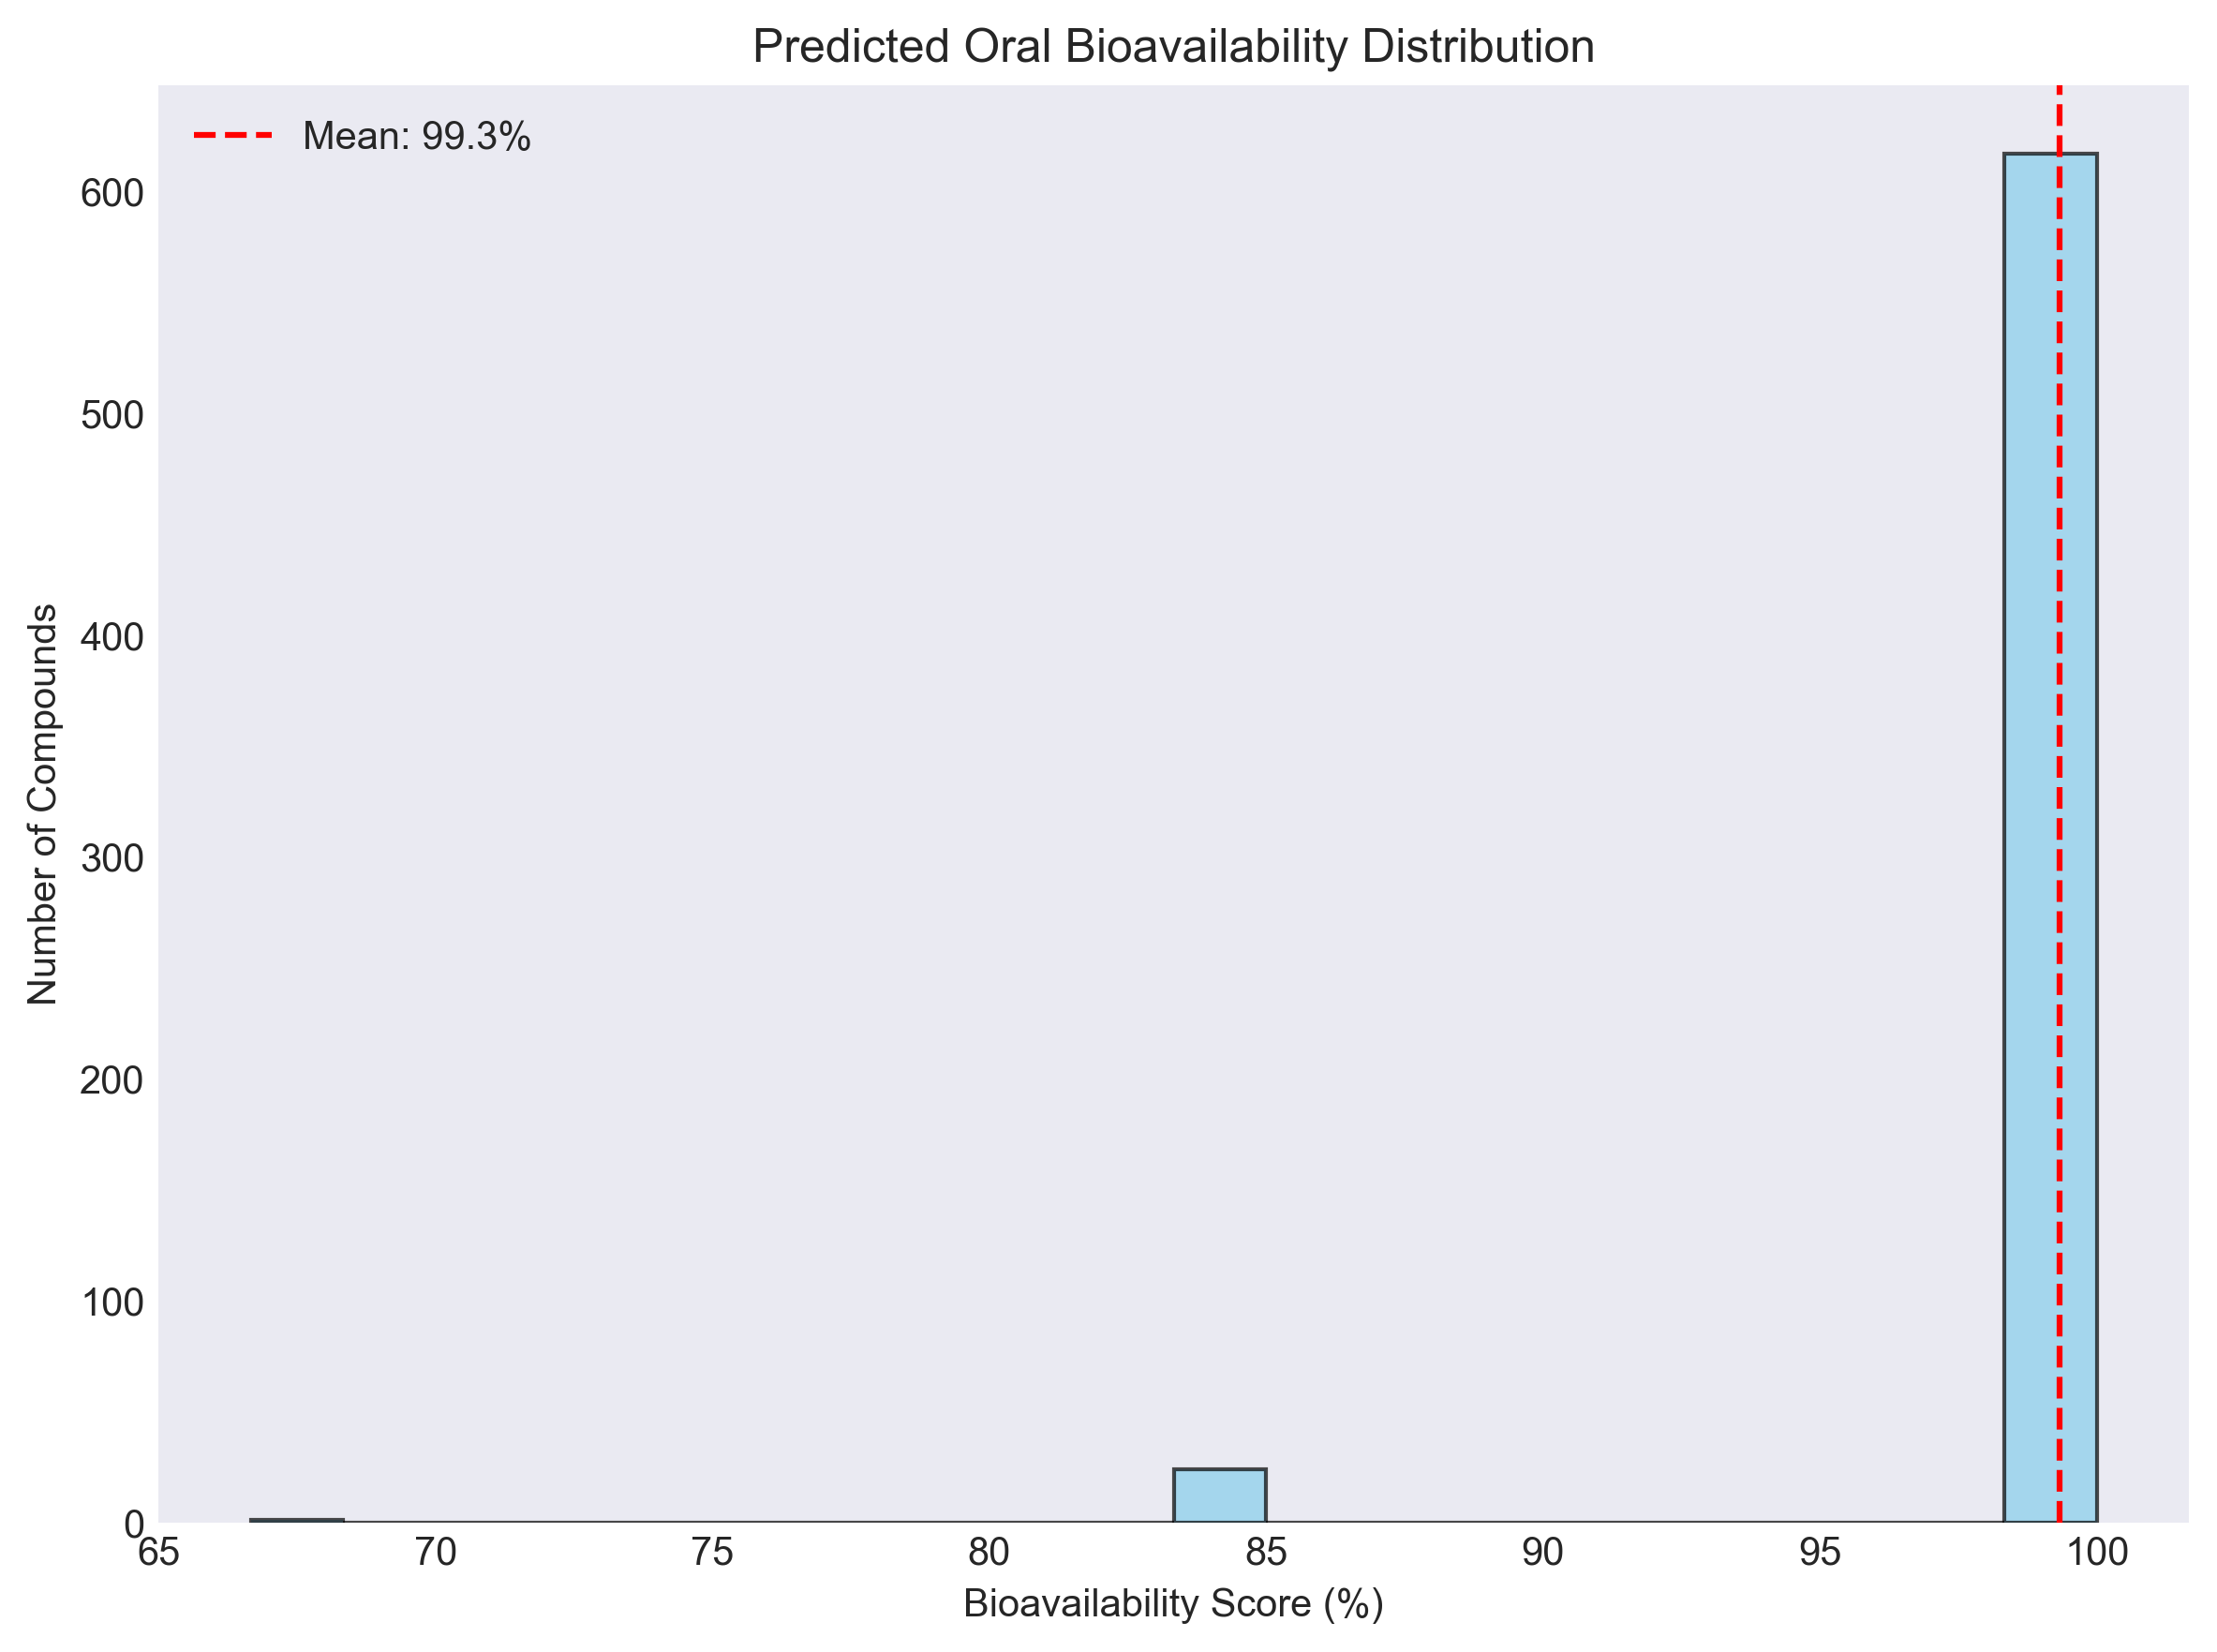 Predicted Oral Bioavailability Distribution
Mean: 99.3%
Number of Compounds
600
500
400
300
200
100
0
65 70 75 80 85 90 95 100
Bioavailability Score (%)